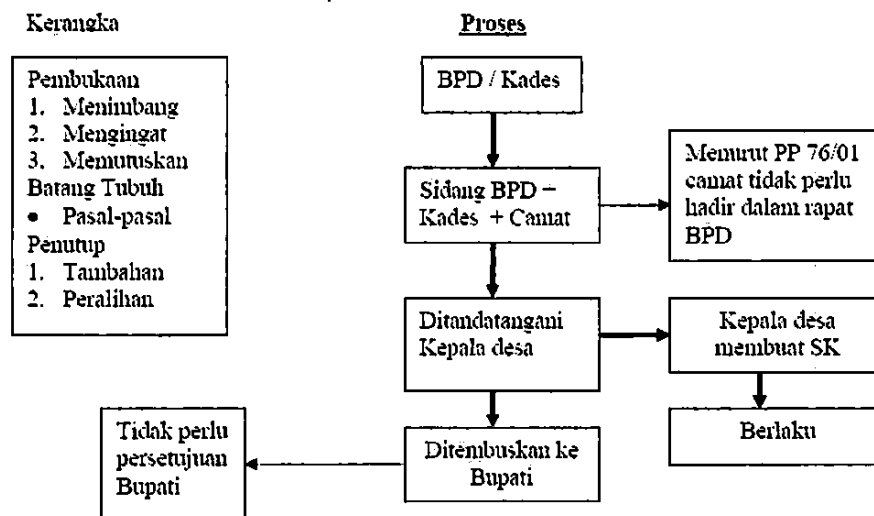 Kerangka
Pembukaan
1. Menimbang
2. Mengingat
3. Memutuskan
Batang Tubuh
• Pasal-pasal
Penutup
1. Tambahan
2. Peralihan
Proses
BPD / Kades
Sidang BPD –
Kades + Camat
Menurut PP 76/01
camat tidak perlu
hadir dalam rapat
BPD
Ditandatangani
Kepala desa
Kepala desa
membuat SK
Berlaku
Ditembuskan ke
Bupati
Tidak perlu
persetujuan
Bupati